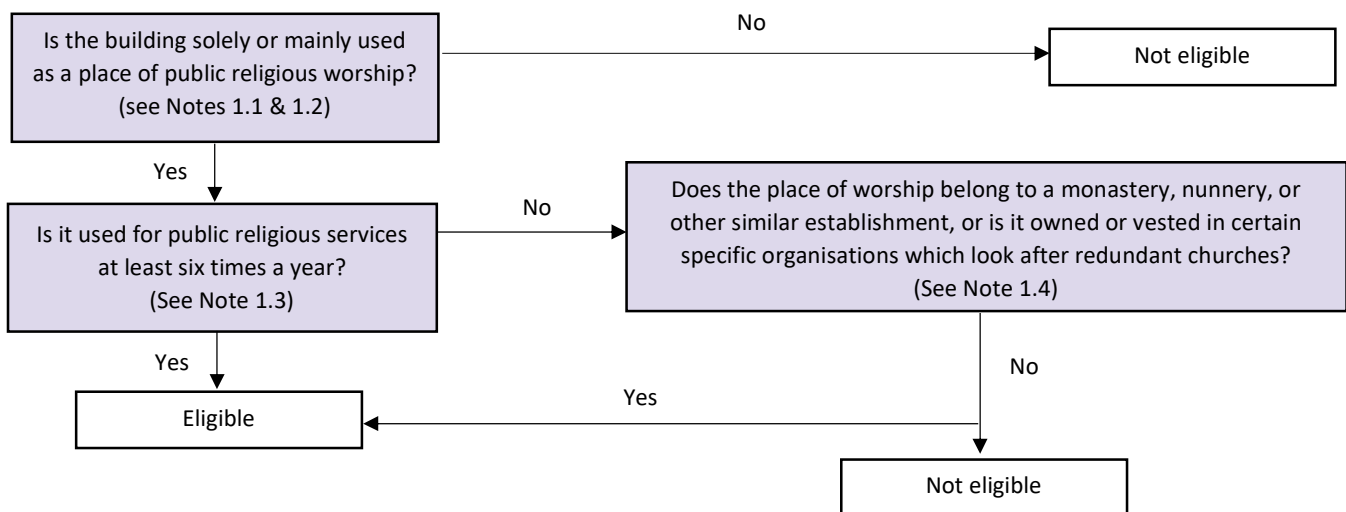 Is the building solely or mainly used
as a place of public religious worship?
(see Notes 1.1 & 1.2)
No
Not eligible
Yes
Is it used for public religious services
at least six times a year?
(See Note 1.3)
No
Does the place of worship belong to a monastery, nunnery, or
other similar establishment, or is it owned or vested in certain
specific organisations which look after redundant churches?
(See Note 1.4)
Yes
No
Eligible
Yes
Not eligible